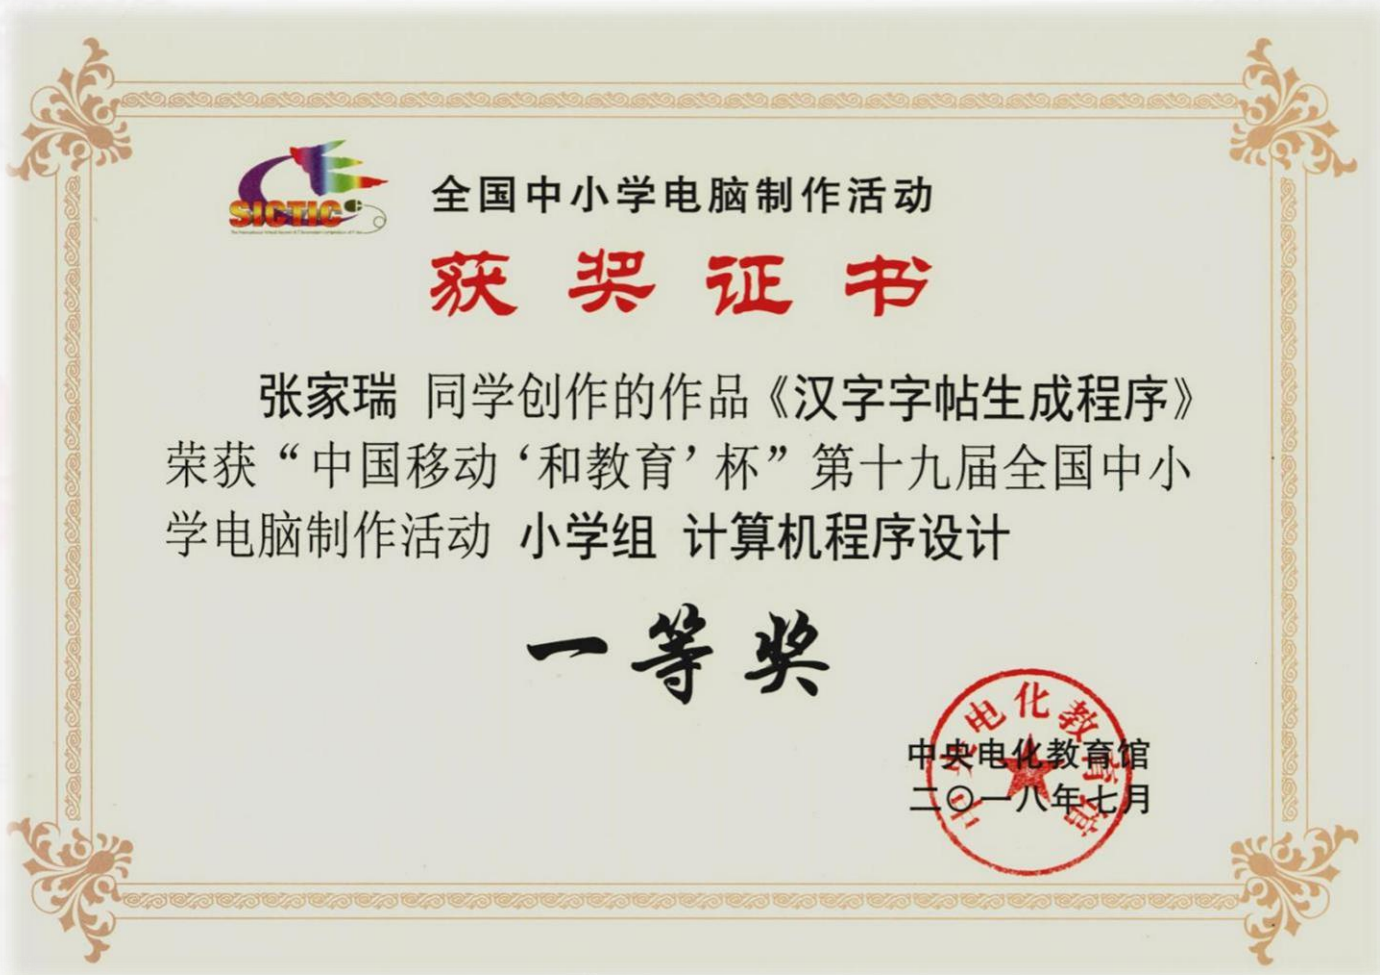 SICTIC
全国中小学电脑制作活动
获奖证书
张家瑞 同学创作的作品《汉字字帖生成程序》
荣获“中国移动‘和教育’杯”第十九届全国中小
学电脑制作活动 小学组 计算机程序设计
一等奖
中央电化教育馆
中央电化教育馆
二〇一八年七月